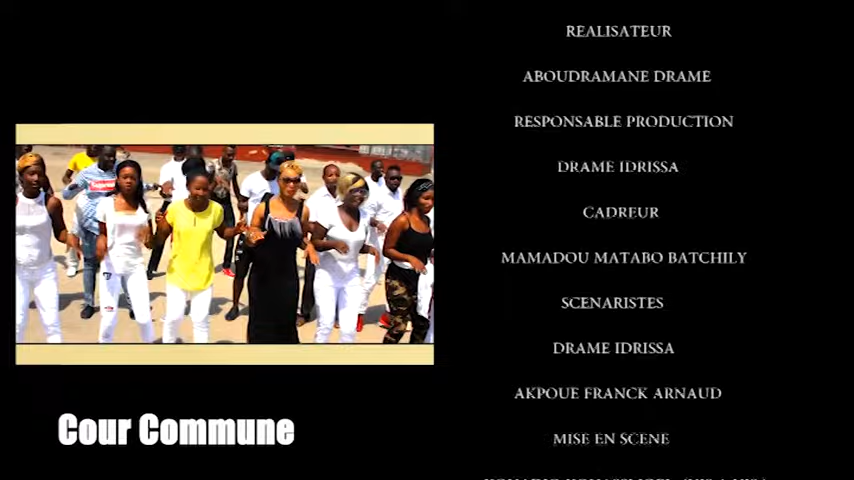 REALISATEUR
ABOUDRAMANE DRAME
RESPONSABLE PRODUCTION
DRAME IDRISSA
CADREUR
MAMADOU MATABO BATCHILY
SCENARISTES
DRAME IDRISSA
AKPOUE FRANCK ARNAUD
MISE EN SCENE
Cour Commune